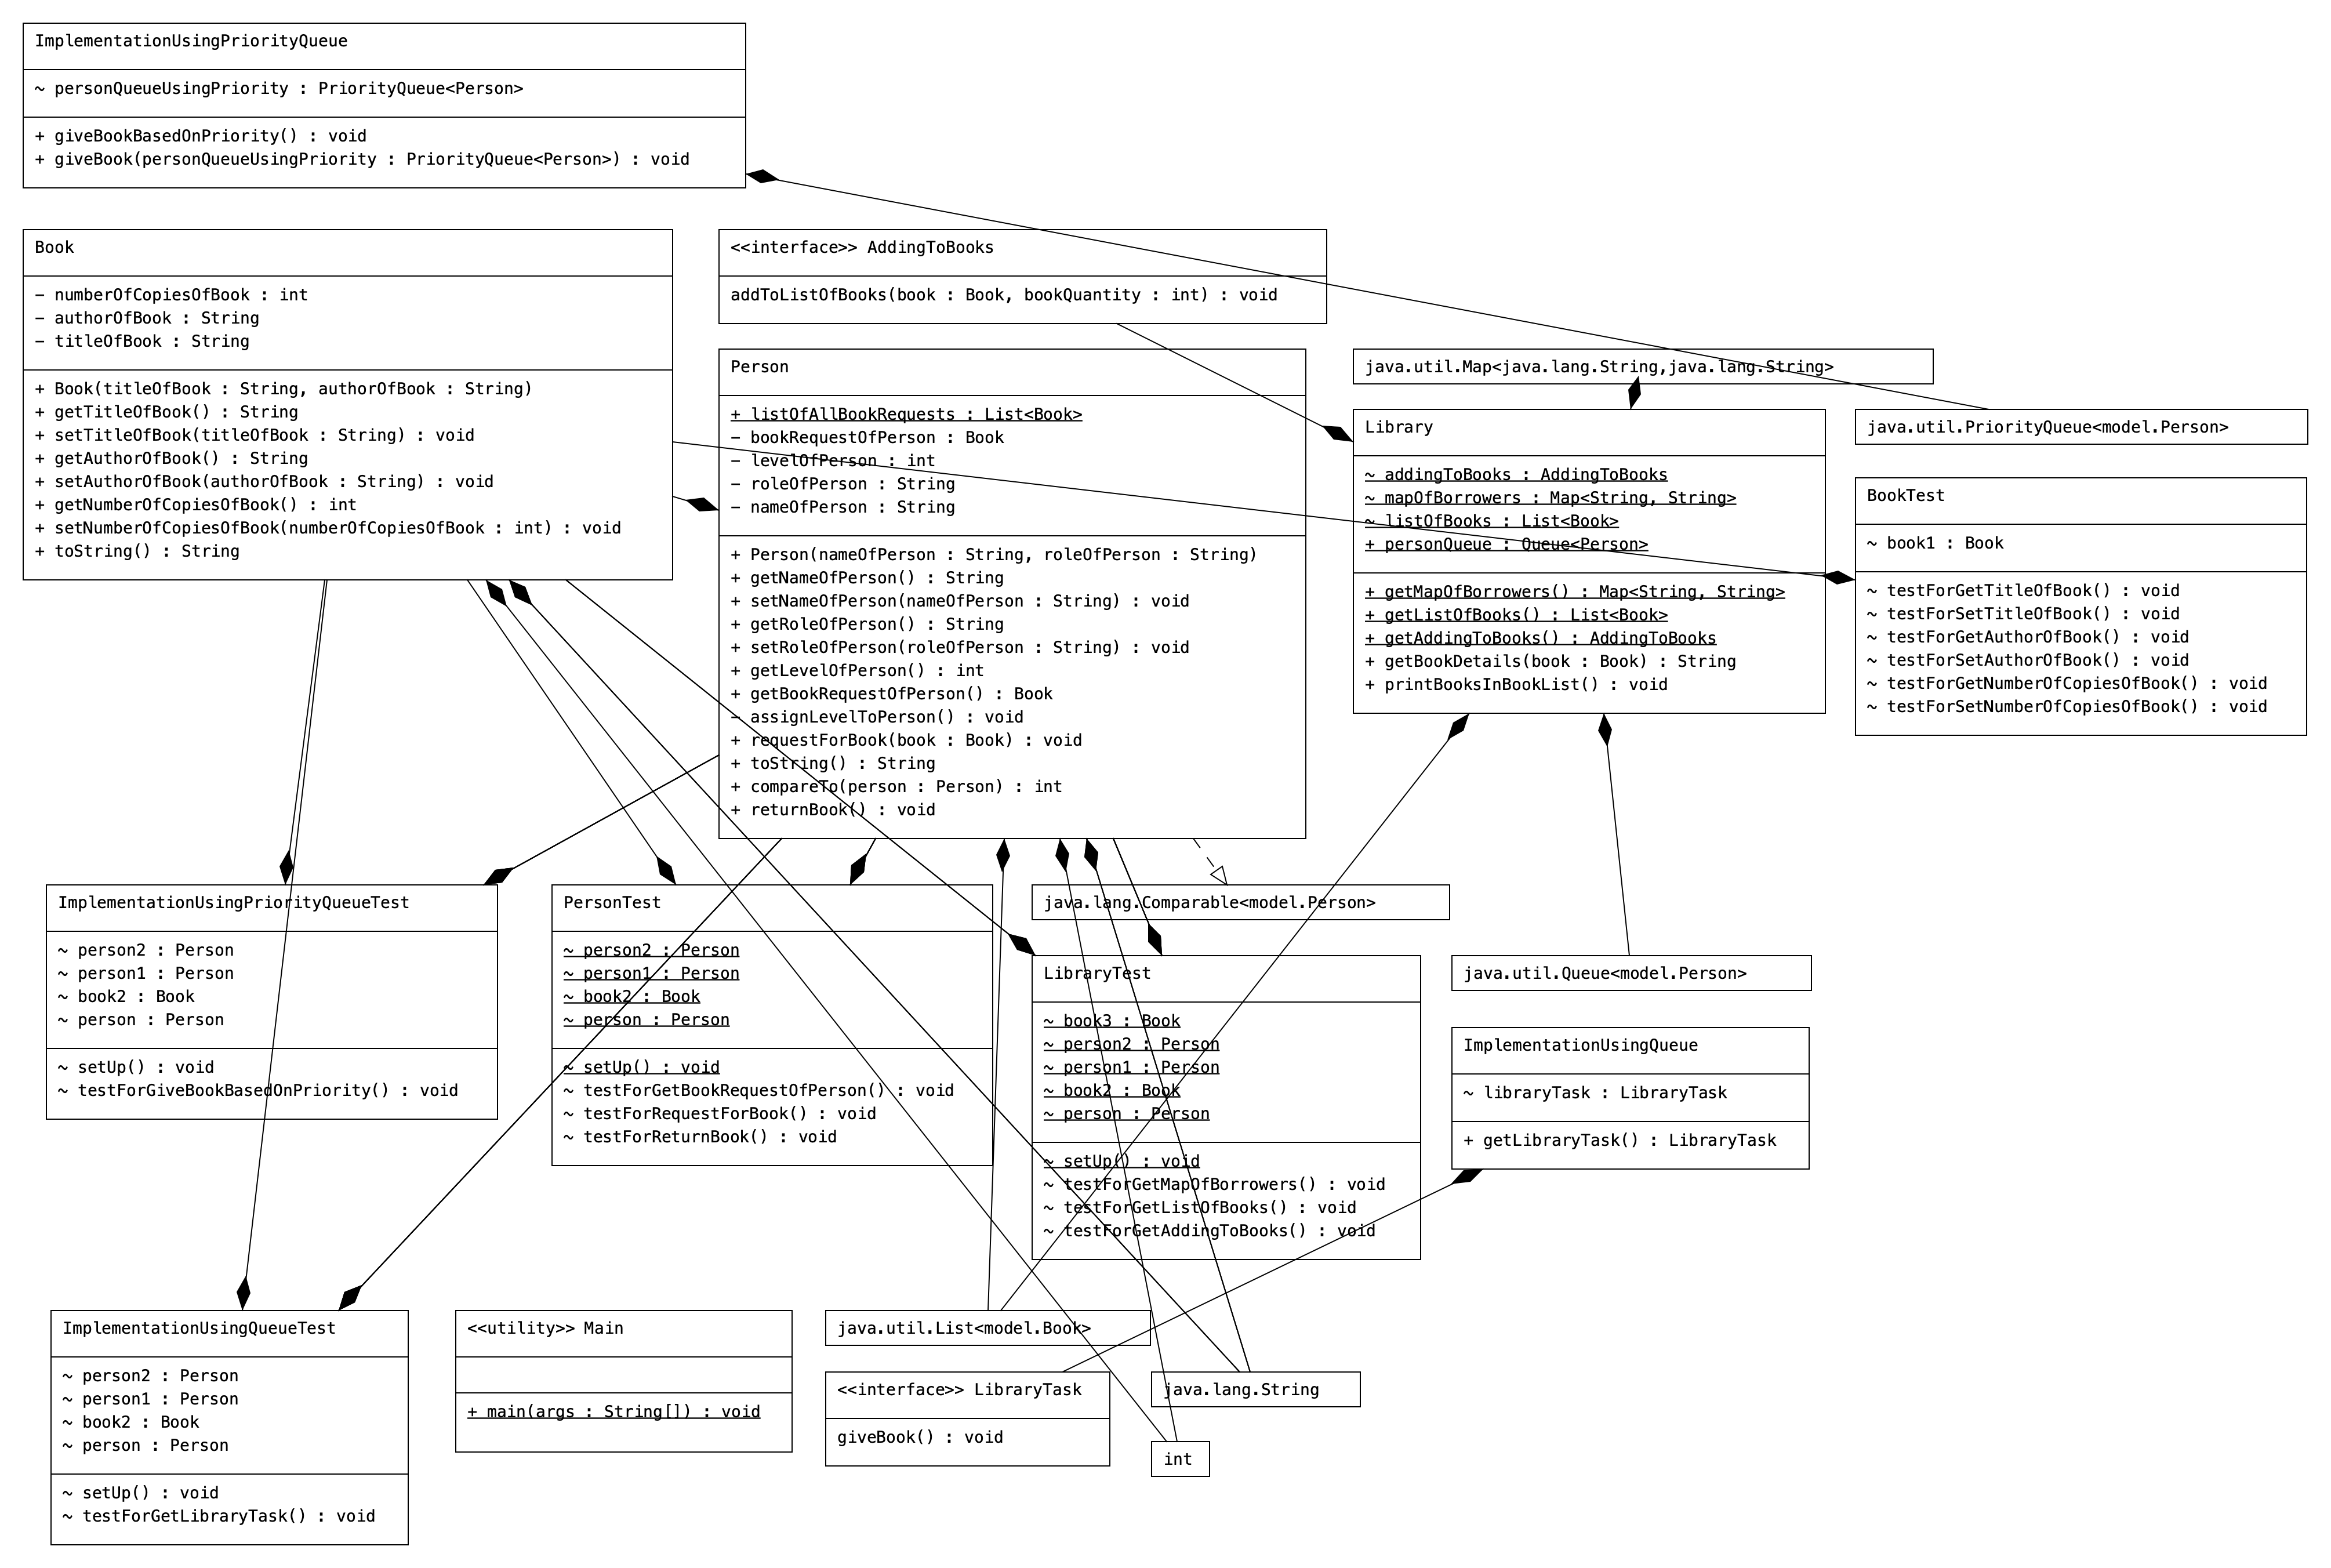 ImplementationUsingPriorityQueue
~ personQueueUsingPriority : PriorityQueue<Person>
+ giveBookBasedOnPriority() : void
+ giveBook(personQueueUsingPriority : PriorityQueue<Person>) : void
Book
− numberOfCopiesOfBook : int
− authorOfBook : String
− titleOfBook : String
+ Book(titleOfBook : String, authorOfBook : String)
+ getTitleOfBook() : String
+ setTitleOfBook(titleOfBook : String) : void
+ getAuthorOfBook() : String
+ setAuthorOfBook(authorOfBook : String) : void
+ getNumberOfCopiesOfBook() : int
+ setNumberOfCopiesOfBook(numberOfCopiesOfBook : int) : void
+ toString() : String
<<interface>> AddingToBooks
addToListOfBooks(book : Book, bookQuantity : int) : void
Person
+ listOfAllBookRequests : List<Book>
− bookRequestOfPerson : Book
− levelOfPerson : int
− roleOfPerson : String
− nameOfPerson : String
+ Person(nameOfPerson : String, roleOfPerson : String)
+ getNameOfPerson() : String
+ setNameOfPerson(nameOfPerson : String) : void
+ getRoleOfPerson() : String
+ setRoleOfPerson(roleOfPerson : String) : void
+ getLevelOfPerson() : int
+ getBookRequestOfPerson() : Book
− assignLevelToPerson() : void
+ requestForBook(book : Book) : void
+ toString() : String
+ compareTo(person : Person) : int
+ returnBook() : void
java.util.Map<java.lang.String,java.lang.String>
Library
~ addingToBooks : AddingToBooks
~ mapOfBorrowers : Map<String, String>
~ listOfBooks : List<Book>
+ personQueue : Queue<Person>
+ getMapOfBorrowers() : Map<String, String>
+ getListOfBooks() : List<Book>
+ getAddingToBooks() : AddingToBooks
+ getBookDetails(book : Book) : String
+ printBooksInBookList() : void
java.util.PriorityQueue<model.Person>
BookTest
~ book1 : Book
~ testForGetTitleOfBook() : void
~ testForSetTitleOfBook() : void
~ testForGetAuthorOfBook() : void
~ testForSetAuthorOfBook() : void
~ testForGetNumberOfCopiesOfBook() : void
~ testForSetNumberOfCopiesOfBook() : void
ImplementationUsingPriorityQueueTest
~ person2 : Person
~ person1 : Person
~ book2 : Book
~ person : Person
~ setUp() : void
~ testForGiveBookBasedOnPriority() : void
PersonTest
~ person2 : Person
~ person1 : Person
~ book2 : Book
~ person : Person
~ setUp() : void
~ testForGetBookRequestOfPerson() : void
~ testForRequestForBook() : void
~ testForReturnBook() : void
java.lang.Comparable<model.Person>
LibraryTest
~ book3 : Book
~ person2 : Person
~ person1 : Person
~ book2 : Book
~ person : Person
~ setUp() : void
~ testForGetMapOfBorrowers() : void
~ testForGetListOfBooks() : void
~ testForGetAddingToBooks() : void
java.util.Queue<model.Person>
ImplementationUsingQueue
~ libraryTask : LibraryTask
+ getLibraryTask() : LibraryTask
ImplementationUsingQueueTest
~ person2 : Person
~ person1 : Person
~ book2 : Book
~ person : Person
~ setUp() : void
~ testForGetLibraryTask() : void
<<utility>> Main
+ main(args : String[]) : void
java.util.List<model.Book>
<<interface>> LibraryTask
giveBook() : void
java.lang.String
int